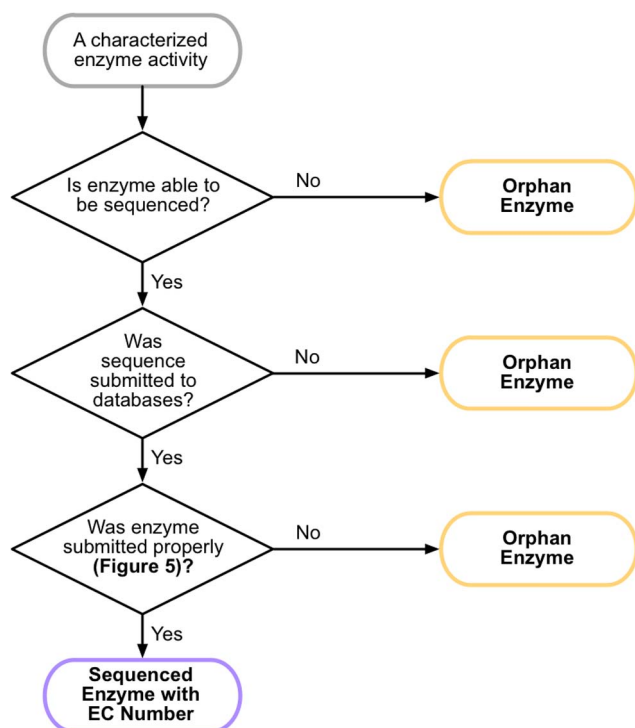 A characterized
enzyme activity
Is enzyme able to
be sequenced?
No
Orphan
Enzyme
Yes
Was
sequence
submitted to
databases?
No
Orphan
Enzyme
Yes
Was enzyme
submitted properly
(Figure 5)?
No
Orphan
Enzyme
Yes
Sequenced
Enzyme with
EC Number